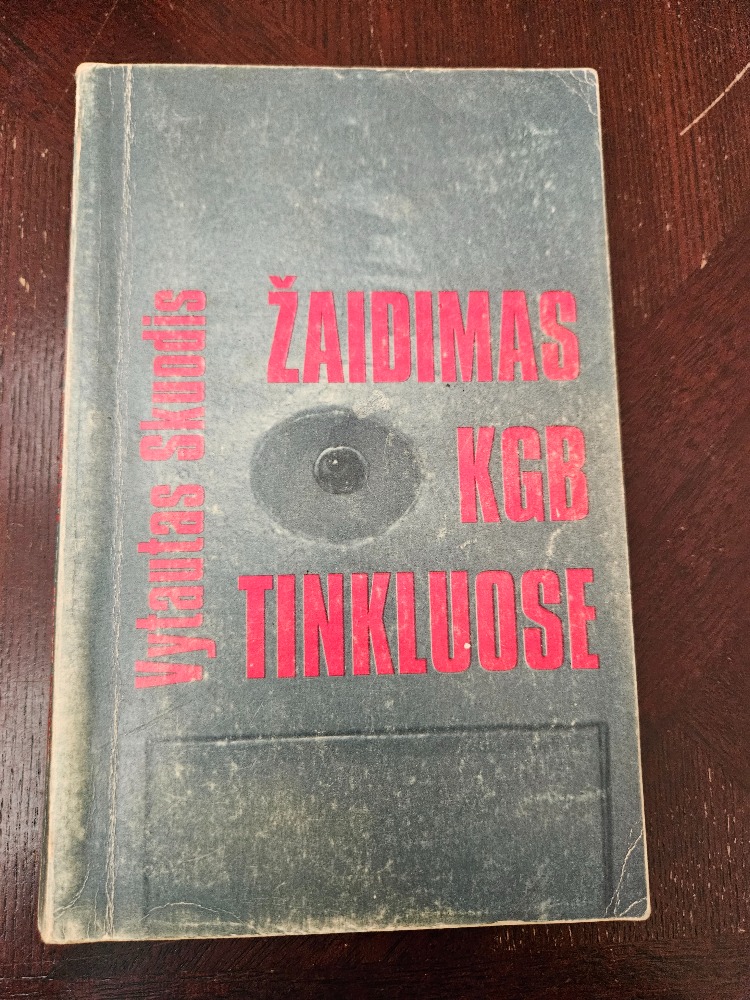 Vytautas Skuodis
ŽAIDIMAS
KGB
TINKLUOSE